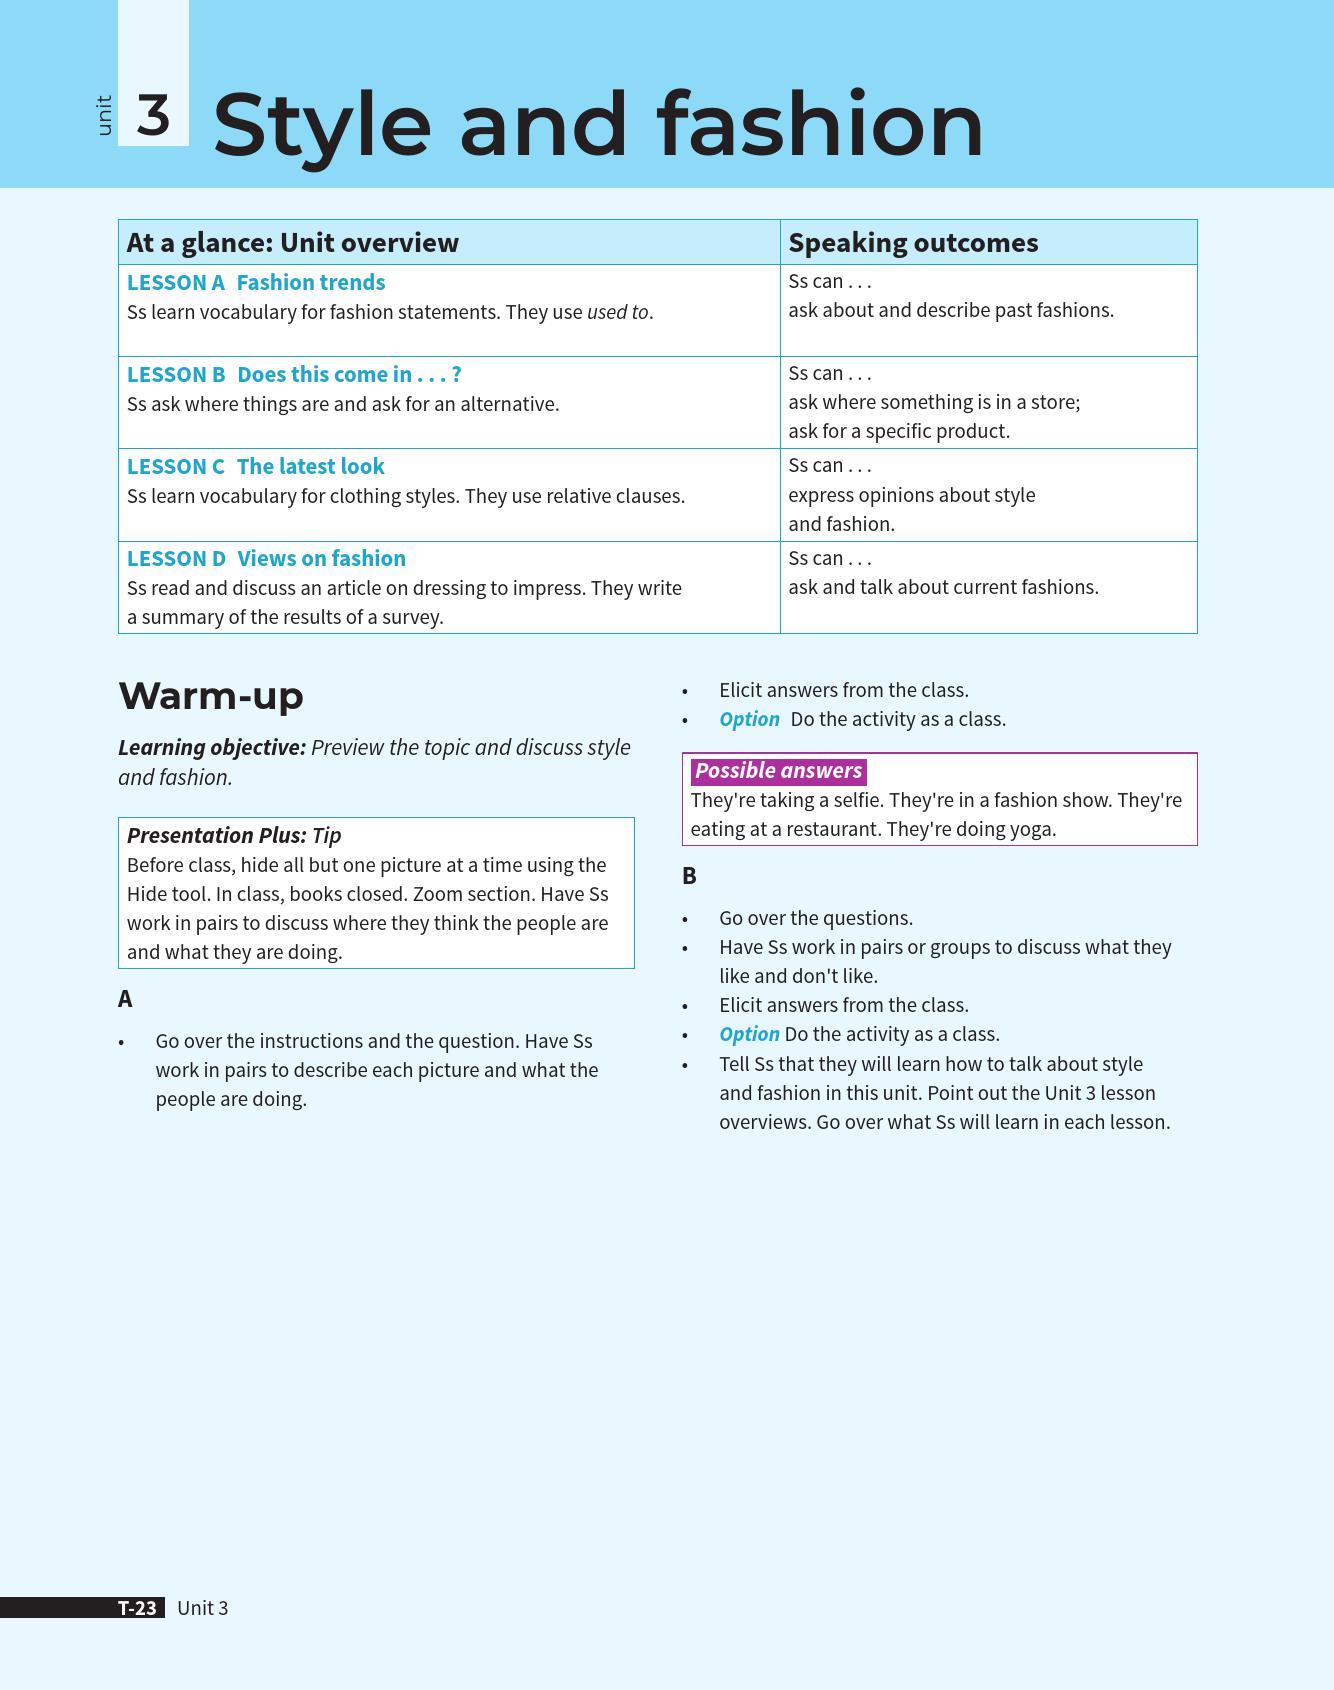 unit
3
Style and fashion
At a glance: Unit overview
Speaking outcomes
LESSON A Fashion trends
Ss learn vocabulary for fashion statements. They use used to.
Ss can . . .
ask about and describe past fashions.
LESSON B Does this come in . . . ?
Ss ask where things are and ask for an alternative.
Ss can . . .
ask where something is in a store;
ask for a specific product.
LESSON C The latest look
Ss learn vocabulary for clothing styles. They use relative clauses.
Ss can . . .
express opinions about style
and fashion.
LESSON D Views on fashion
Ss read and discuss an article on dressing to impress. They write
a summary of the results of a survey.
Ss can . . .
ask and talk about current fashions.
Warm-up
Learning objective: Preview the topic and discuss style
and fashion.
Presentation Plus: Tip
Before class, hide all but one picture at a time using the
Hide tool. In class, books closed. Zoom section. Have Ss
work in pairs to discuss where they think the people are
and what they are doing.
A
• Go over the instructions and the question. Have Ss
work in pairs to describe each picture and what the
people are doing.
• Elicit answers from the class.
• Option Do the activity as a class.
Possible answers
They're taking a selfie. They're in a fashion show. They're
eating at a restaurant. They're doing yoga.
B
• Go over the questions.
• Have Ss work in pairs or groups to discuss what they
like and don't like.
• Elicit answers from the class.
• Option Do the activity as a class.
• Tell Ss that they will learn how to talk about style
and fashion in this unit. Point out the Unit 3 lesson
overviews. Go over what Ss will learn in each lesson.
T-23 Unit 3